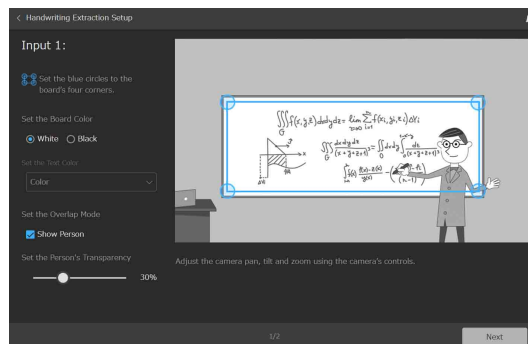 Handwriting Extraction Setup
Input 1:
Set the blue circles to the
board's four corners.
Set the Board Color
White Black
Set the Text Color
Color
Set the Overlap Mode
Show Person
Set the Person's Transparency
30%
Adjust the camera pan, tilt and zoom using the camera's controls.
1/2
Next